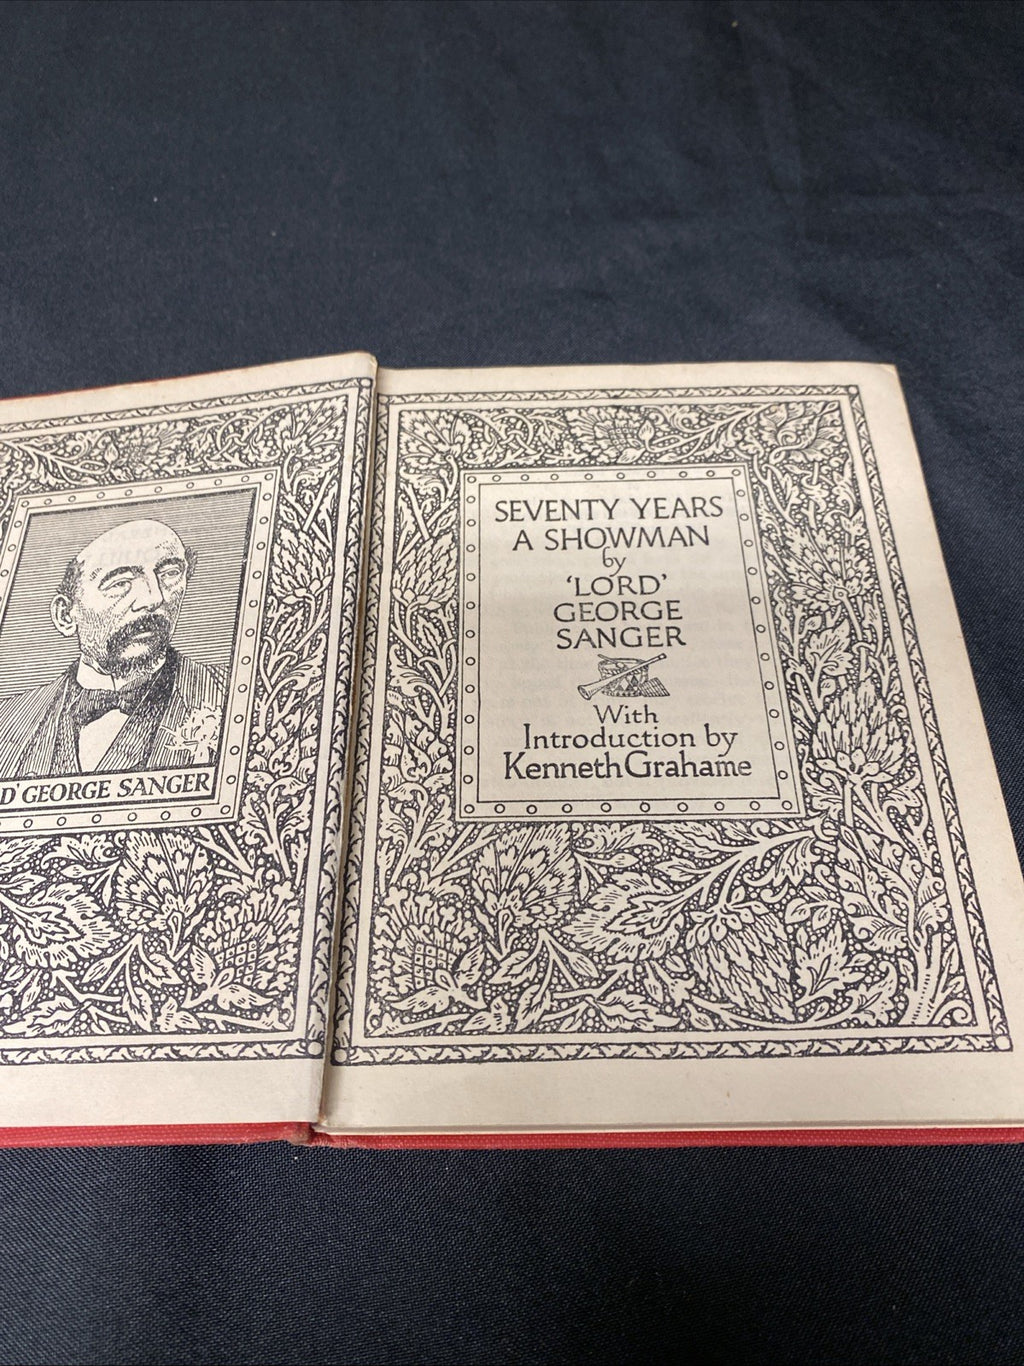 D' GEORGE SANGER
SEVENTY YEARS
A SHOWMAN
by
'LORD'
GEORGE
SANGER
With
Introduction by
Kenneth Grahame